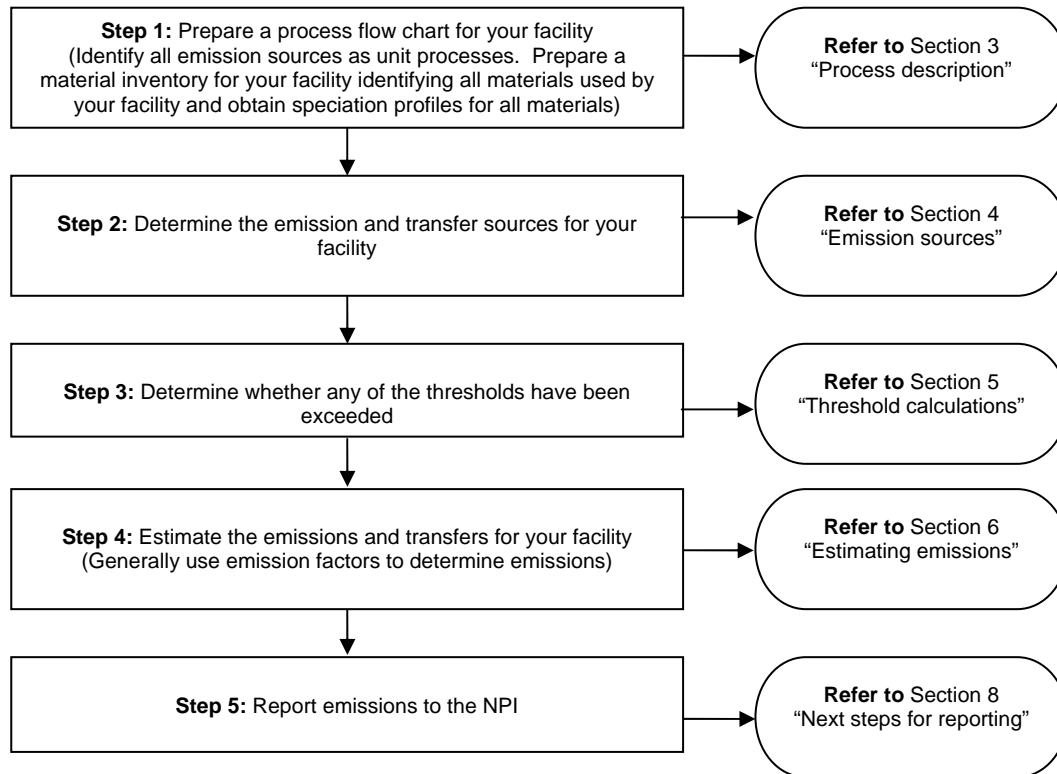 Step 1: Prepare a process flow chart for your facility
(Identify all emission sources as unit processes.  Prepare a
material inventory for your facility identifying all materials used by
your facility and obtain speciation profiles for all materials)
Refer to Section 3
“Process description”
Step 2: Determine the emission and transfer sources for your
facility
Refer to Section 4
“Emission sources”
Step 3: Determine whether any of the thresholds have been
exceeded
Refer to Section 5
“Threshold calculations”
Step 4: Estimate the emissions and transfers for your facility
(Generally use emission factors to determine emissions)
Refer to Section 6
“Estimating emissions”
Step 5: Report emissions to the NPI
Refer to Section 8
“Next steps for reporting”